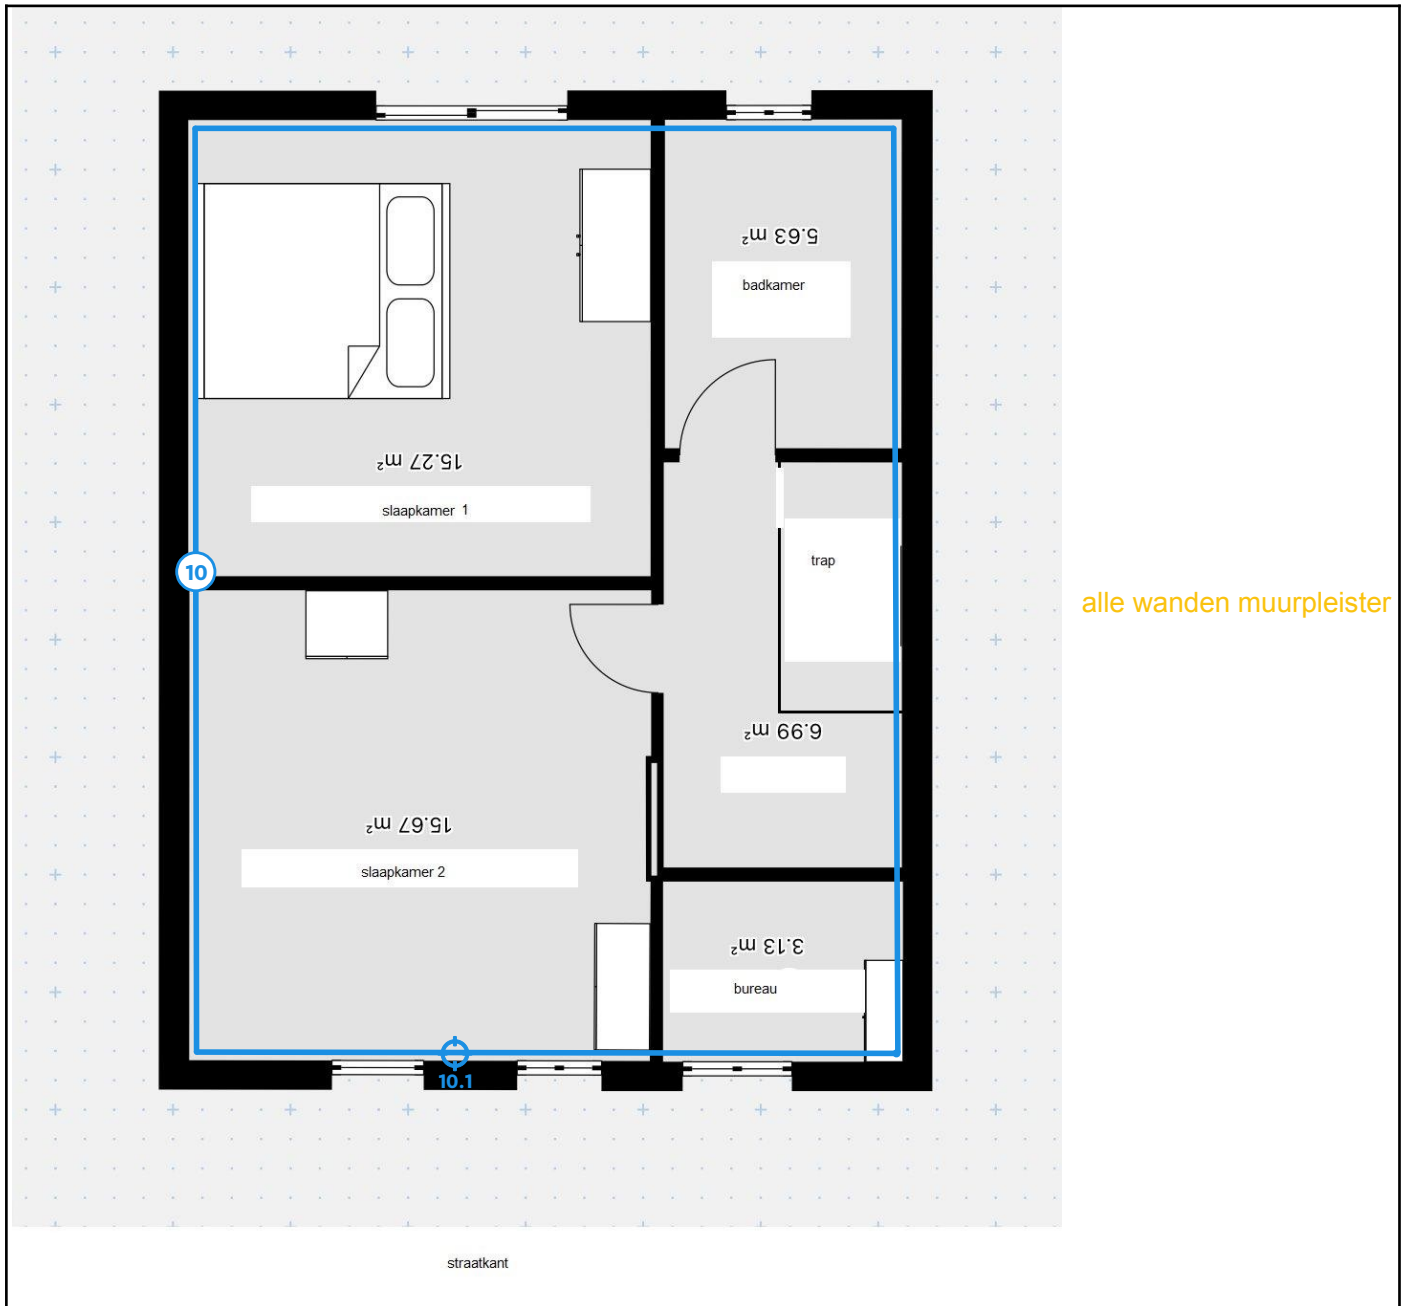 5.63 m²
badkamer
15.27 m²
slaapkamer 1
trap
10
alle wanden muurpleister
6.99 m²
15.67 m²
slaapkamer 2
3.13 m²
bureau
10.1
straatkant